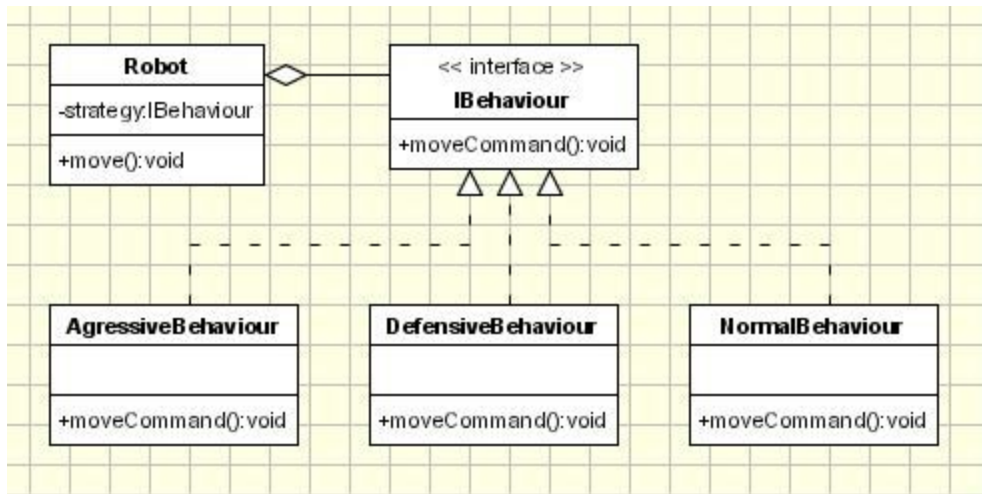 Robot
-strategy:IBehaviour
+move():void
<< interface >>
IBehaviour
+moveCommand():void
AgressiveBehaviour
+moveCommand():void
DefensiveBehaviour
+moveCommand():void
NormalBehaviour
+moveCommand():void